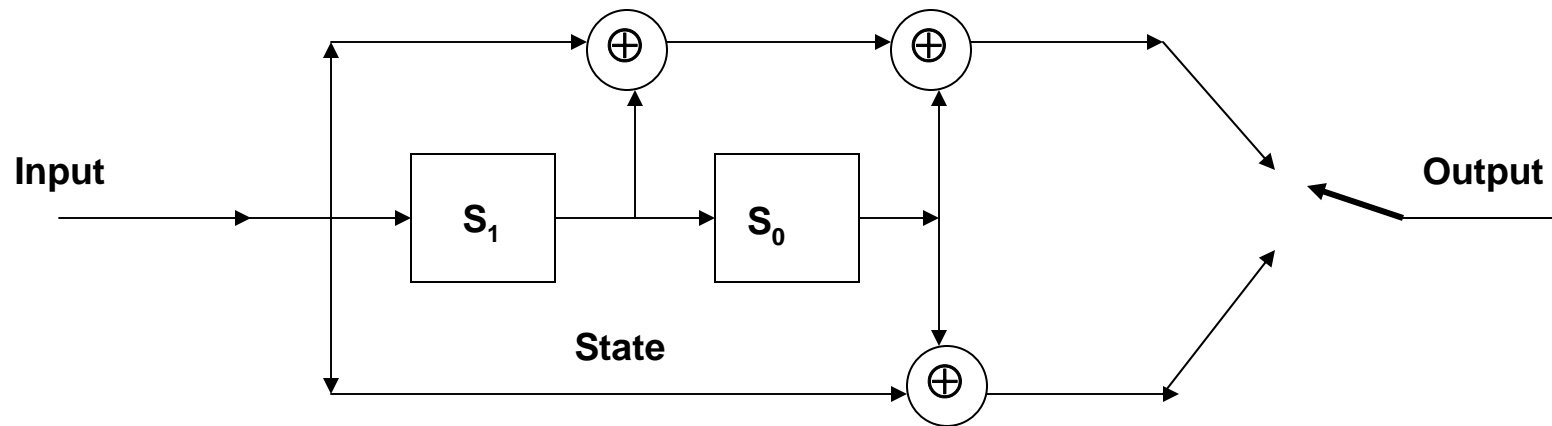 ⊕ ⊕
Input
Output
S₁
S₀
State
⊕